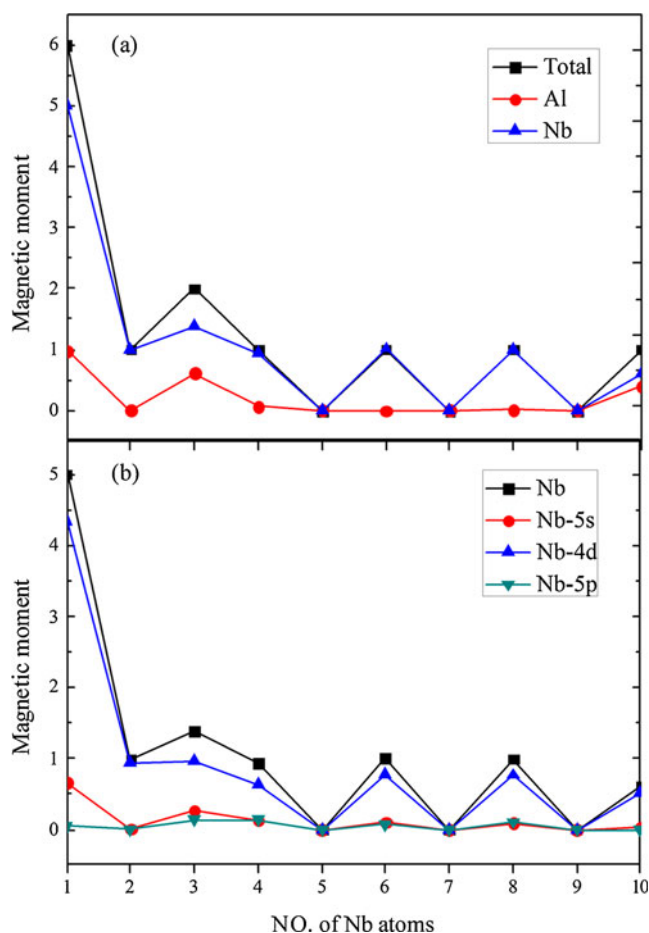 (a)
Total
Al
Nb
6
5
4
3
2
1
0
Magnetic moment
(b)
Nb
Nb-5s
Nb-4d
Nb-5p
5
4
3
2
1
0
Magnetic moment
1 2 3 4 5 6 7 8 9 10
NO. of Nb atoms